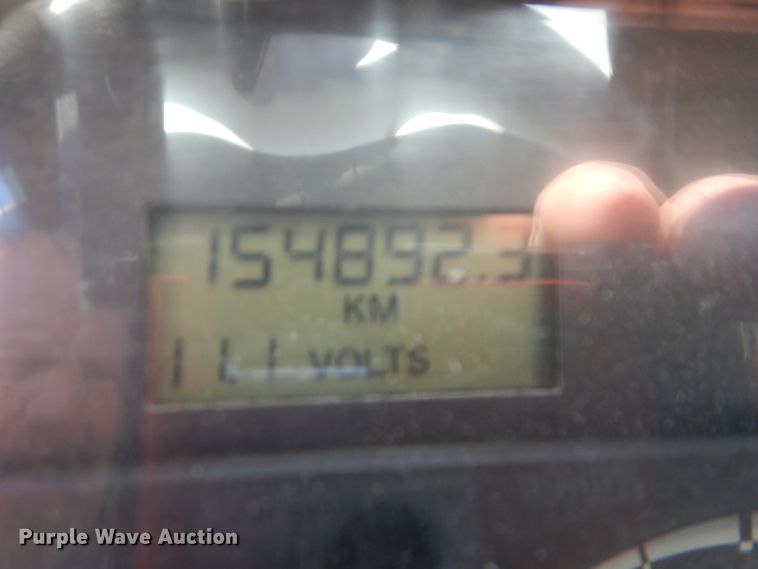 154892.3
KM
11.1 VOLTS
Purple Wave Auction